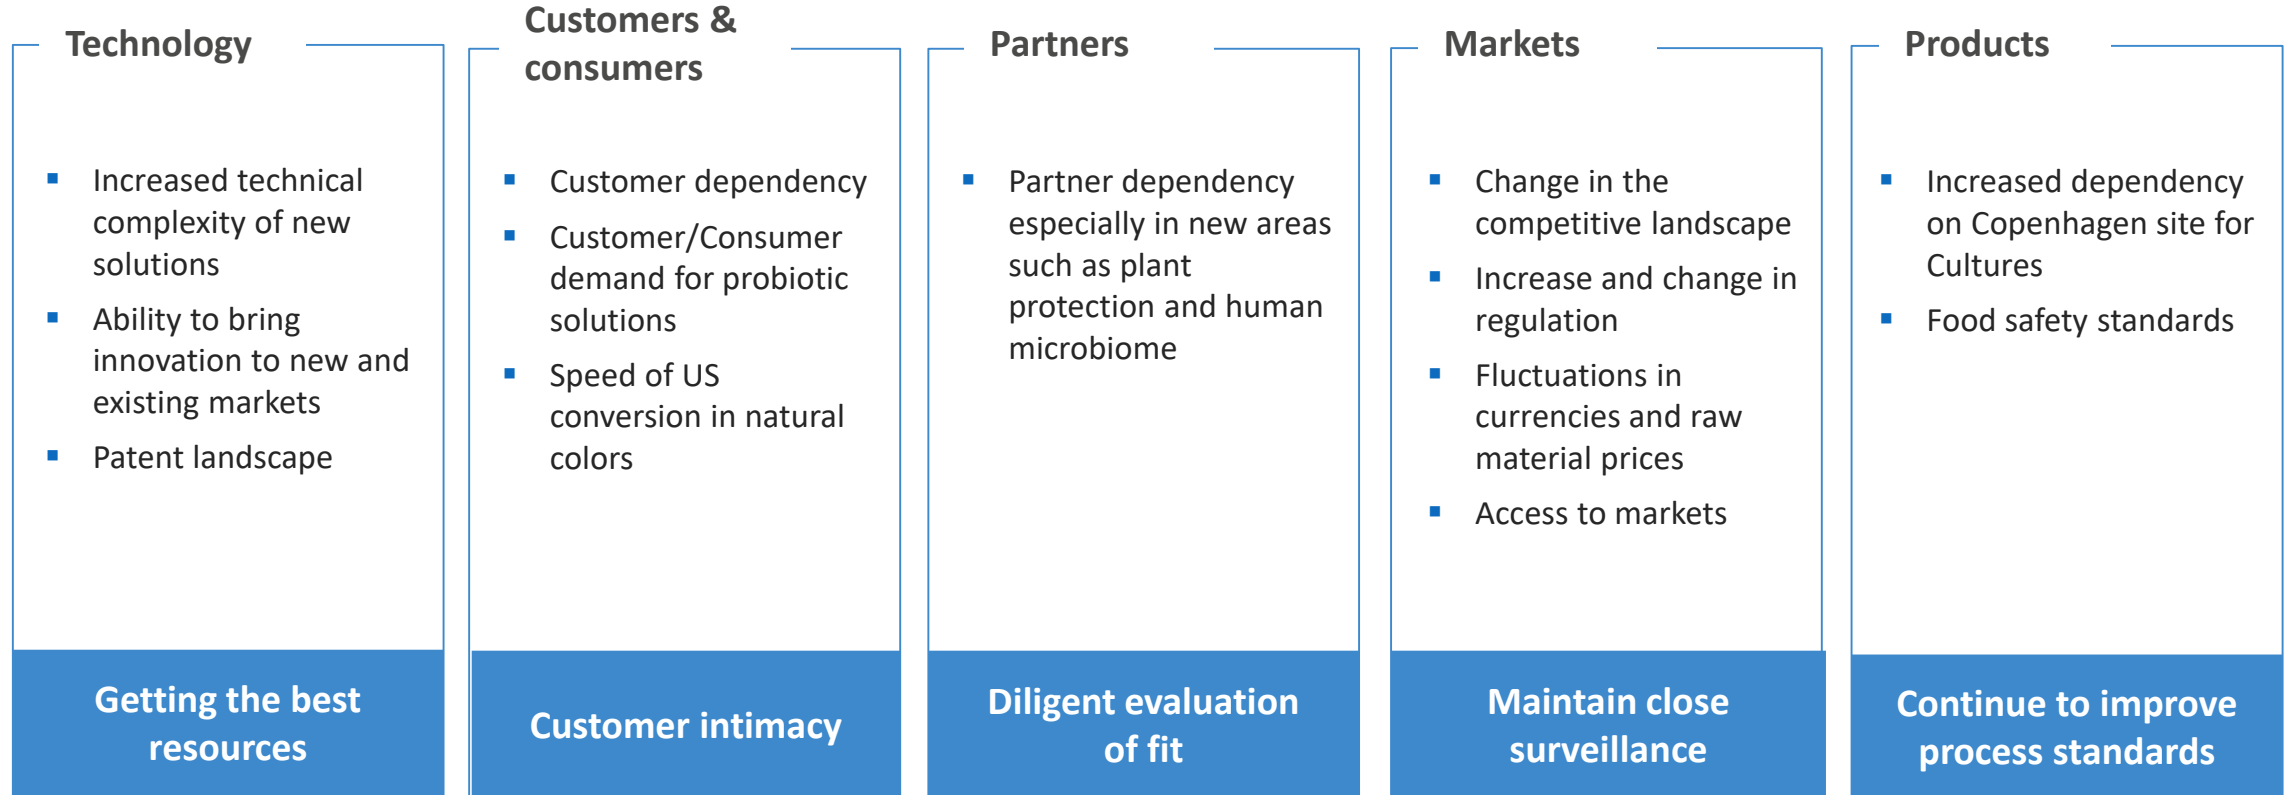 Technology
Increased technical
complexity of new
solutions
Ability to bring
innovation to new and
existing markets
Patent landscape
Getting the best
resources
Customers &
consumers
Customer dependency
Customer/Consumer
demand for probiotic
solutions
Speed of US
conversion in natural
colors
Customer intimacy
Partners
Partner dependency
especially in new areas
such as plant
protection and human
microbiome
Diligent evaluation
of fit
Markets
Change in the
competitive landscape
Increase and change in
regulation
Fluctuations in
currencies and raw
material prices
Access to markets
Maintain close
surveillance
Products
Increased dependency
on Copenhagen site for
Cultures
Food safety standards
Continue to improve
process standards